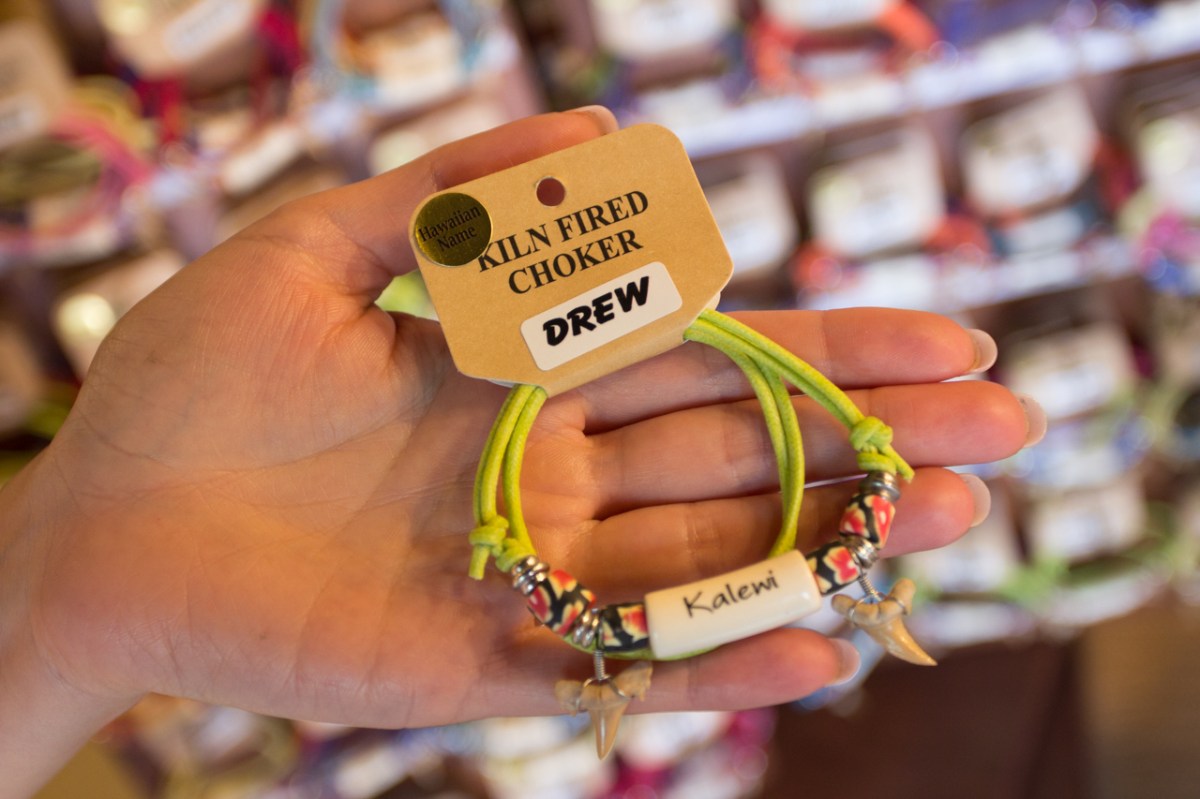 Hawaiian
Name
KILN FIRED
CHOKER
DREW
Kalewi